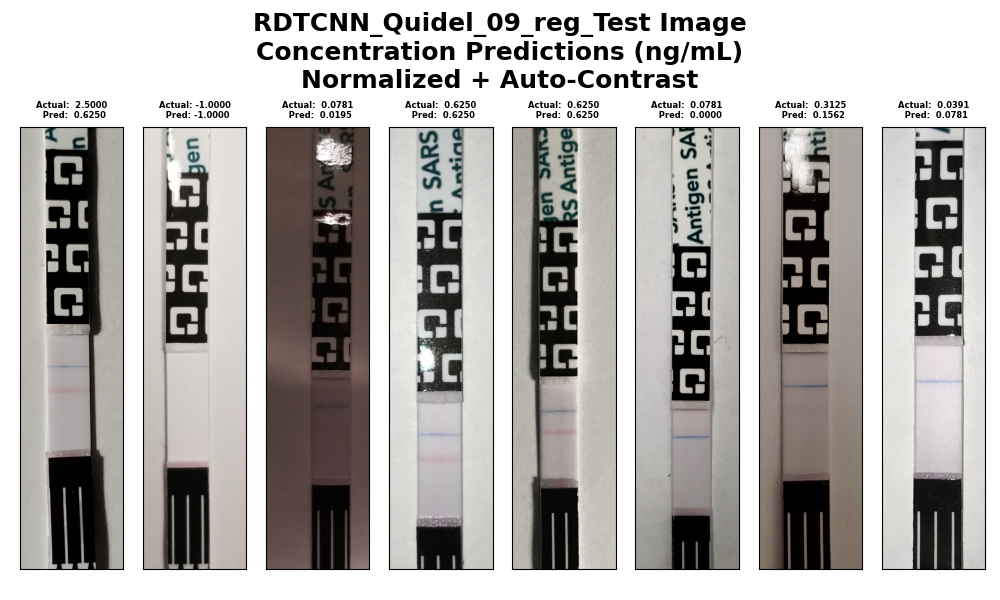 RDTCNN_Quidel_09_reg_Test Image
Concentration Predictions (ng/mL)
Normalized + Auto-Contrast
Actual: 2.5000
Pred: 0.6250
Actual: -1.0000
Pred: -1.0000
Actual: 0.0781
Pred: 0.0195
Actual: 0.6250
Pred: 0.6250
Actual: 0.6250
Pred: 0.6250
Actual: 0.0781
Pred: 0.0000
Actual: 0.3125
Pred: 0.1562
Actual: 0.0391
Pred: 0.0781
gen
SARS
Antigen
SARS
RS Antige
Antigen SA